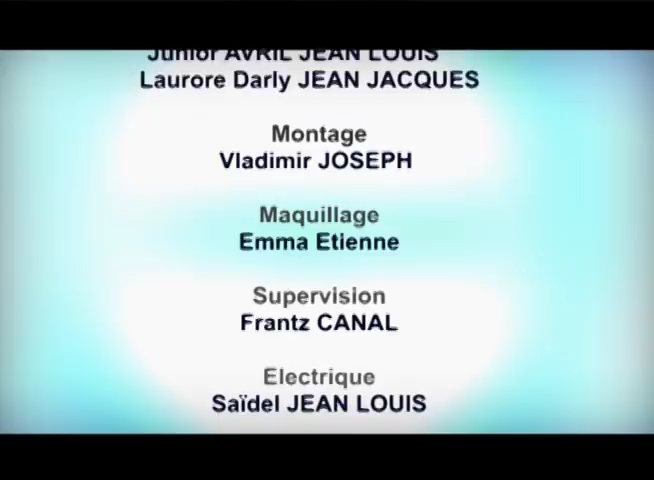 Junior AVRIL JEAN LOUIS
Laurore Darly JEAN JACQUES
Montage
Vladimir JOSEPH
Maquillage
Emma Etienne
Supervision
Frantz CANAL
Electrique
Saïdel JEAN LOUIS